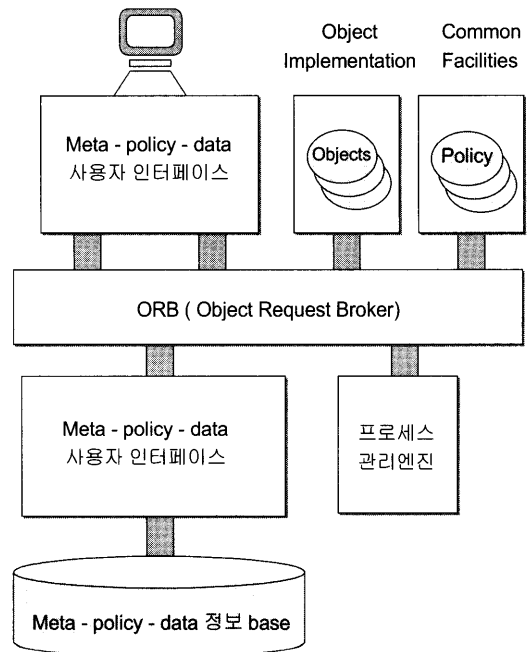 Object
Implementation
Common
Facilities
Meta - policy - data
사용자 인터페이스
Objects
Policy
ORB ( Object Request Broker)
Meta - policy - data
사용자 인터페이스
프로세스
관리엔진
Meta - policy - data 정보 base